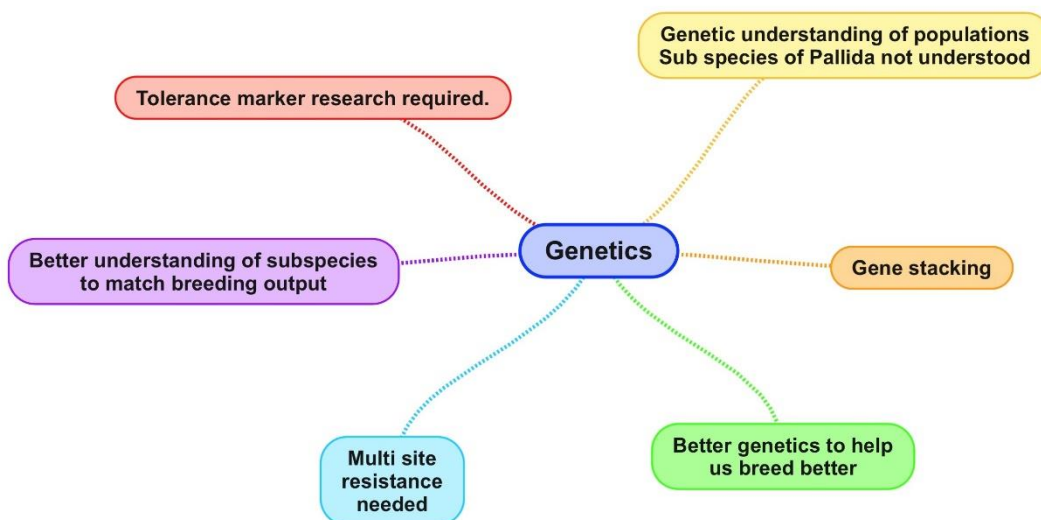 Genetic understanding of populations
Sub species of Pallida not understood
Tolerance marker research required.
Genetics
Better understanding of subspecies
to match breeding output
Gene stacking
Better genetics to help
us breed better
Multi site
resistance
needed